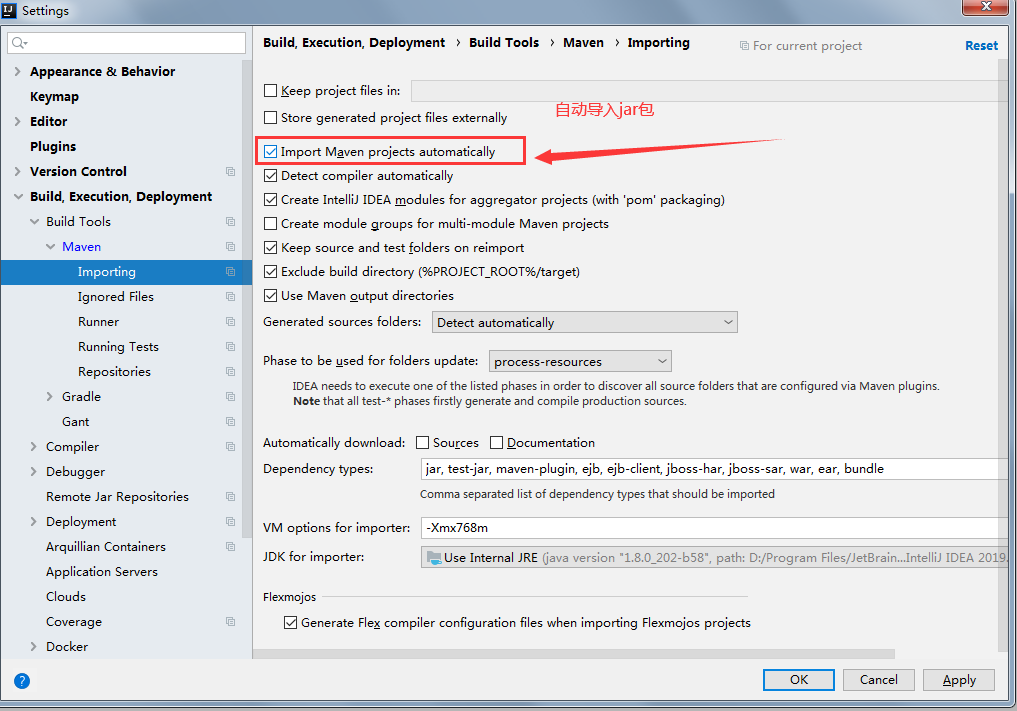 Settings
Appearance & Behavior
Keymap
Editor
Plugins
Version Control
Build, Execution, Deployment
Build Tools
Maven
Importing
Ignored Files
Runner
Running Tests
Repositories
Gradle
Gant
Compiler
Debugger
Remote Jar Repositories
Deployment
Arquillian Containers
Application Servers
Clouds
Coverage
Docker
Build, Execution, Deployment › Build Tools › Maven › Importing
For current project
Reset
Keep project files in:
自动导入jar包
Store generated project files externally
Import Maven projects automatically
Detect compiler automatically
Create IntelliJ IDEA modules for aggregator projects (with 'pom' packaging)
Create module groups for multi-module Maven projects
Keep source and test folders on reimport
Exclude build directory (%PROJECT_ROOT%/target)
Use Maven output directories
Generated sources folders: Detect automatically
Phase to be used for folders update: process-resources
IDEA needs to execute one of the listed phases in order to discover all source folders that are configured via Maven plugins.
Note that all test-* phases firstly generate and compile production sources.
Automatically download: Sources Documentation
Dependency types: jar, test-jar, maven-plugin, ejb, ejb-client, jboss-har, jboss-sar, war, ear, bundle
Comma separated list of dependency types that should be imported
VM options for importer: -Xmx768m
JDK for importer: Use Internal JRE (java version "1.8.0_202-b58", path: D:/Program Files/JetBrain...IntelliJ IDEA 2019.
Flexmojos
Generate Flex compiler configuration files when importing Flexmojos projects
?
OK Cancel Apply